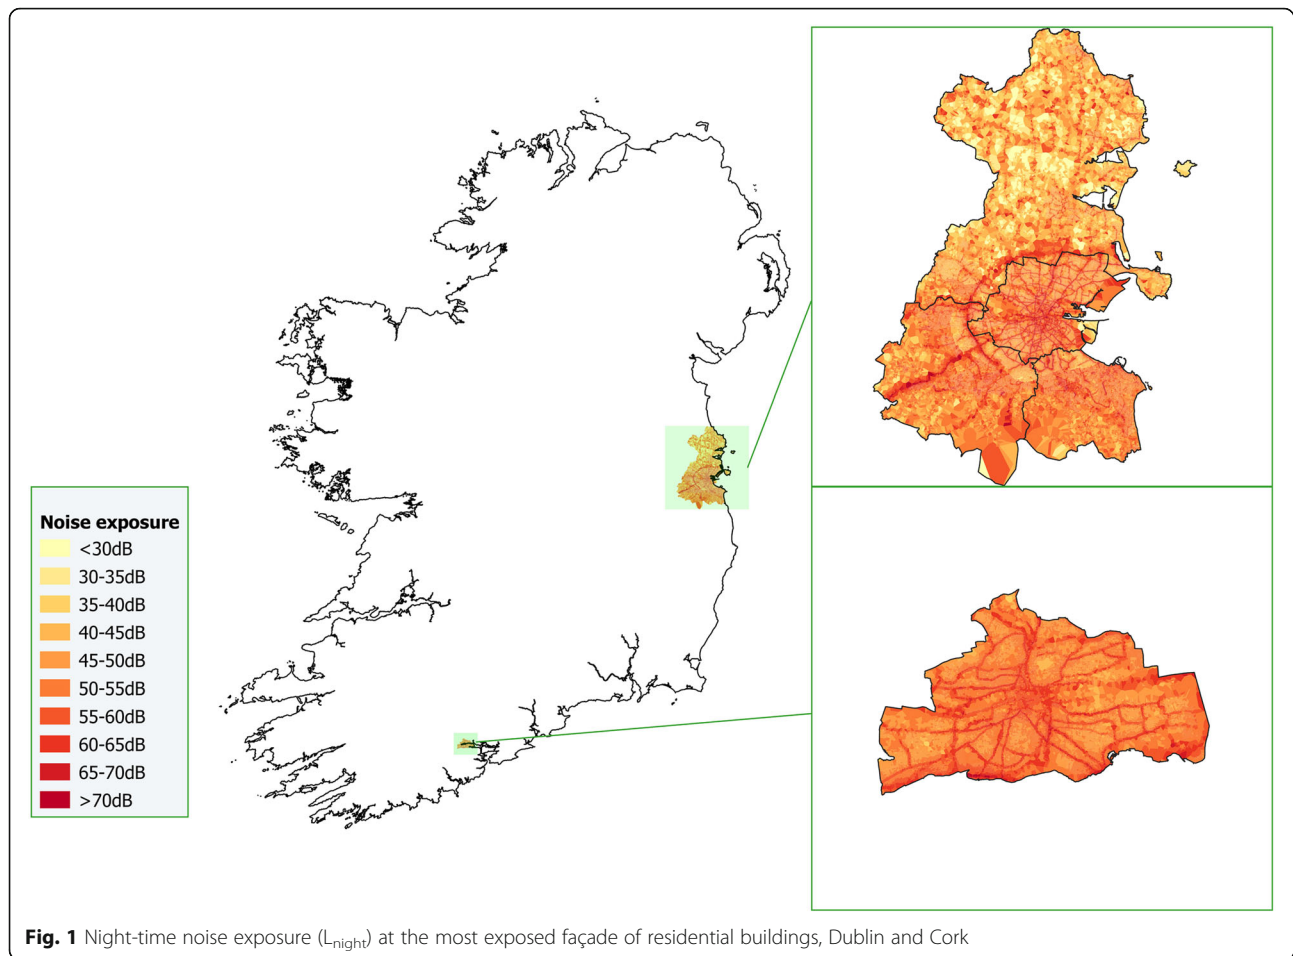 Noise exposure
<30dB
30-35dB
35-40dB
40-45dB
45-50dB
50-55dB
55-60dB
60-65dB
65-70dB
>70dB
Fig. 1 Night-time noise exposure (Lnight) at the most exposed façade of residential buildings, Dublin and Cork